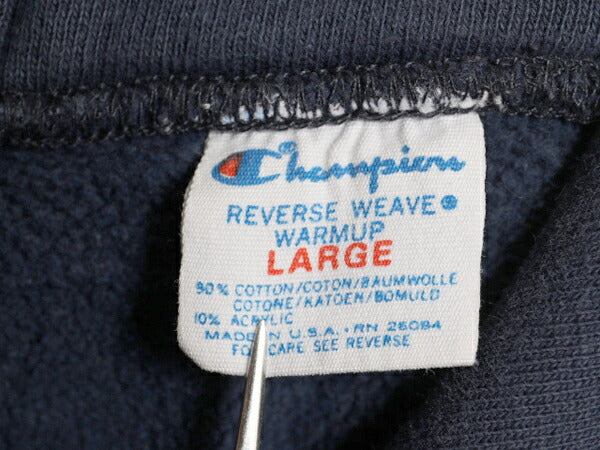 Champion
REVERSE WEAVE®
WARMUP
LARGE
90% COTTON/COTON/BAUMWOLLE
COTONE/KATOEN/BOMULD
10% ACRYLIC
MADE IN U.S.A. · RN 26094
FOR CARE SEE REVERSE